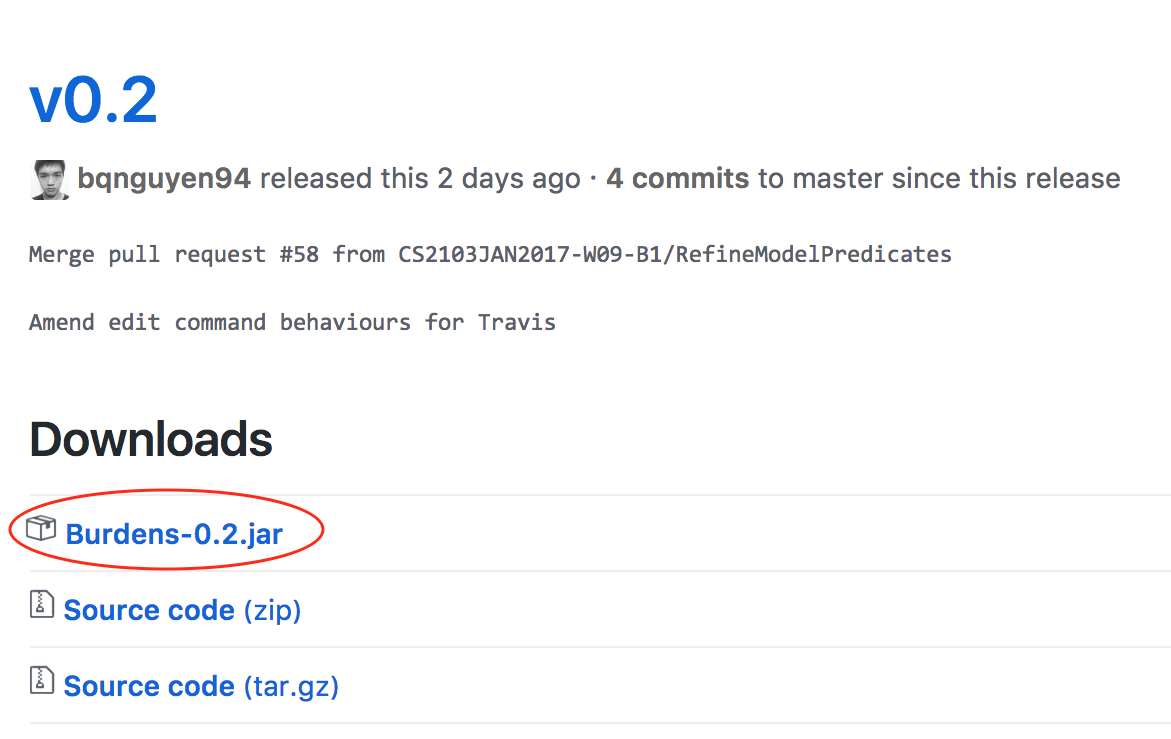 v0.2
bqnguyen94 released this 2 days ago · 4 commits to master since this release
Merge pull request #58 from CS2103JAN2017-W09-B1/RefineModelPredicates
Amend edit command behaviours for Travis
Downloads
Burdens-0.2.jar
Source code (zip)
Source code (tar.gz)